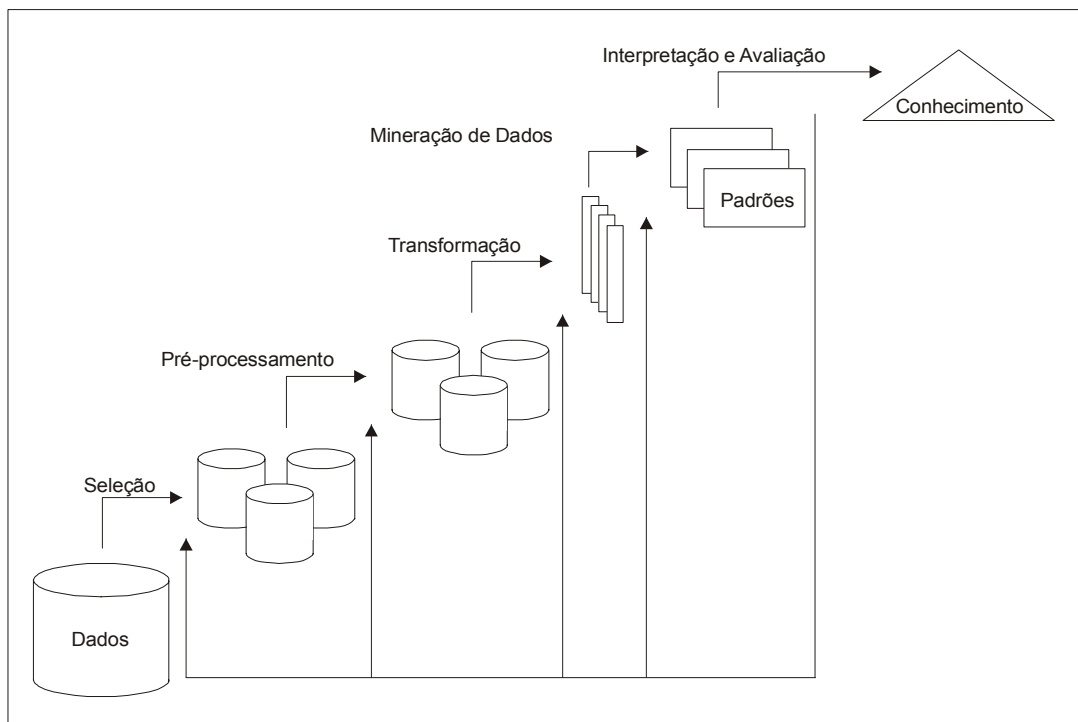 Interpretação e Avaliação
Conhecimento
Mineração de Dados
Padrões
Transformação
Pré-processamento
Seleção
Dados